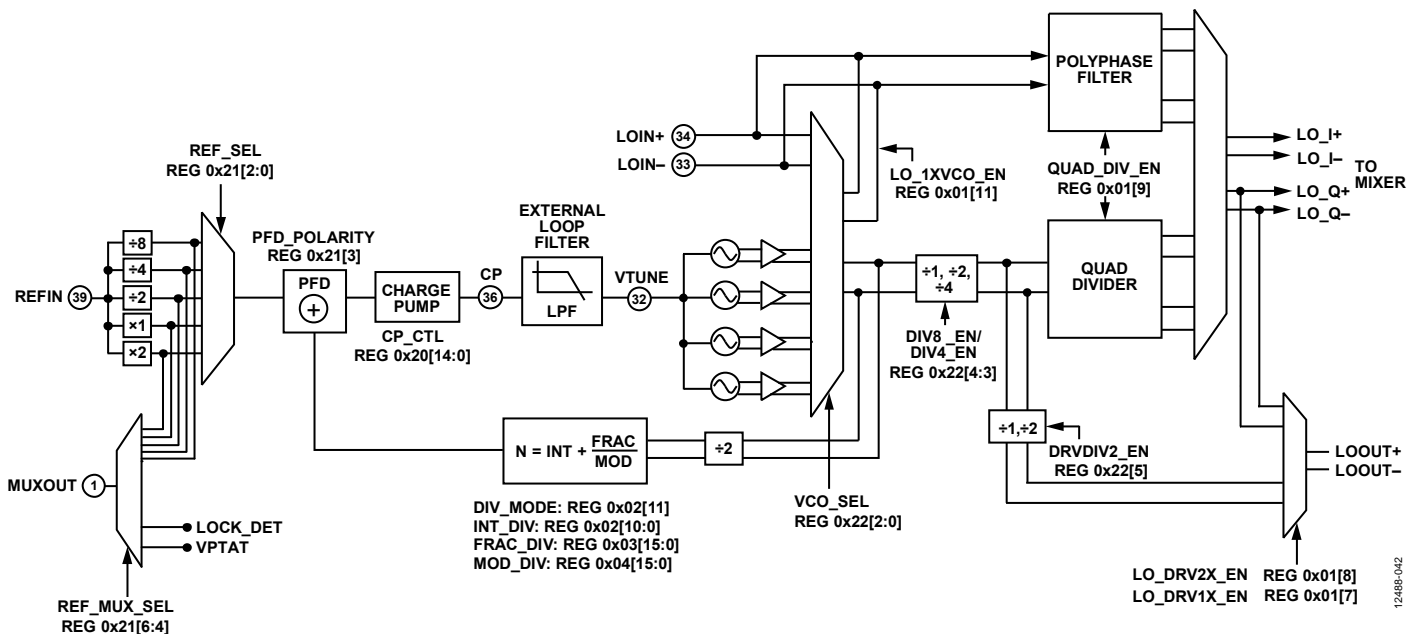 POLYPHASE
FILTER
LOIN+ 34
LOIN– 33
LO_1XVCO_EN
REG 0x01[11]
QUAD_DIV_EN
REG 0x01[9]
LO_I+
LO_I–
LO_Q+
LO_Q–
TO
MIXER
REF_SEL
REG 0x21[2:0]
÷8
÷4
÷2
×1
×2
REFIN 39
PFD_POLARITY
REG 0x21[3]
PFD
+
CHARGE
PUMP
CP_CTL
REG 0x20[14:0]
CP
36
EXTERNAL
LOOP
FILTER
LPF
VTUNE
32
÷1, ÷2,
÷4
DIV8_EN/
DIV4_EN
REG 0x22[4:3]
QUAD
DIVIDER
N = INT + FRAC
MOD
÷2
DIV_MODE: REG 0x02[11]
INT_DIV: REG 0x02[10:0]
FRAC_DIV: REG 0x03[15:0]
MOD_DIV: REG 0x04[15:0]
VCO_SEL
REG 0x22[2:0]
÷1,÷2
DRVDIV2_EN
REG 0x22[5]
LOOUT+
LOOUT–
MUXOUT 1
LOCK_DET
VPTAT
REF_MUX_SEL
REG 0x21[6:4]
LO_DRV2X_EN REG 0x01[8]
LO_DRV1X_EN REG 0x01[7]
12488-042